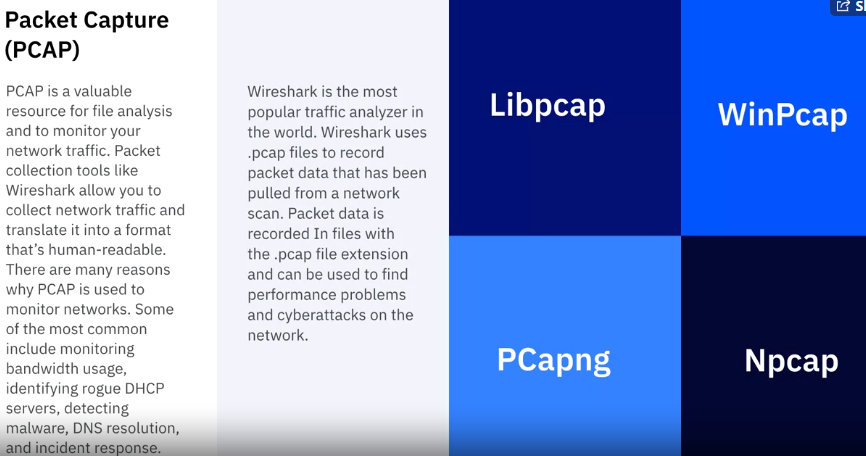 Packet Capture
(PCAP)
PCAP is a valuable
resource for file analysis
and to monitor your
network traffic. Packet
collection tools like
Wireshark allow you to
collect network traffic and
translate it into a format
that’s human-readable.
There are many reasons
why PCAP is used to
monitor networks. Some
of the most common
include monitoring
bandwidth usage,
identifying rogue DHCP
servers, detecting
malware, DNS resolution,
and incident response.
Wireshark is the most
popular traffic analyzer in
the world. Wireshark uses
.pcap files to record
packet data that has been
pulled from a network
scan. Packet data is
recorded In files with
the .pcap file extension
and can be used to find
performance problems
and cyberattacks on the
network.
Libpcap
WinPcap
PCapng
Npcap